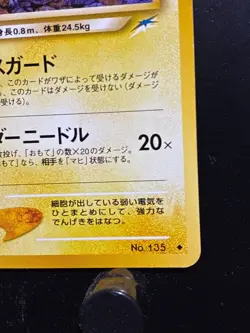 身長0.8m、体重24.5kg
スガード
、このカードがワザによって受けるダメージが
、このカードはダメージを受けない（ダメージ
受ける）。
ダーニードル
20×
投げ、「おもて」の数×20のダメージ。
なら、相手を「マヒ」状態にする。
細胞が出している弱い電気を
ひとまとめにして、強力な
でんげきをはなつ。
No. 135 ◆